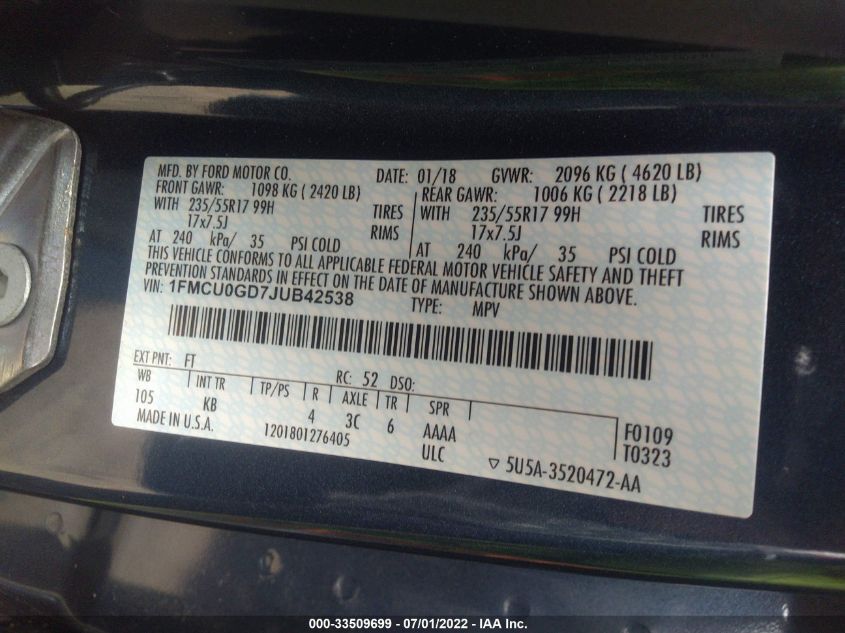 MFD. BY FORD MOTOR CO. DATE: 01/18 GVWR: 2096 KG ( 4620 LB)
FRONT GAWR: 1098 KG ( 2420 LB) REAR GAWR: 1006 KG ( 2218 LB)
WITH 235/55R17 99H TIRES WITH 235/55R17 99H TIRES
17x7.5J RIMS 17x7.5J RIMS
AT 240 kPa/ 35 PSI COLD AT 240 kPa/ 35 PSI COLD
THIS VEHICLE CONFORMS TO ALL APPLICABLE FEDERAL MOTOR VEHICLE SAFETY AND THEFT
PREVENTION STANDARDS IN EFFECT ON THE DATE OF MANUFACTURE SHOWN ABOVE.
VIN: 1FMCU0GD7JUB42538 TYPE: MPV
EXT PNT: FT RC: 52 DSO:
WB INT TR TP/PS R AXLE TR SPR
105 KB 4 3C 6 AAAA F0109
MADE IN U.S.A. 1201801276405 ULC T0323
▽ 5U5A-3520472-AA
000-33509699 - 07/01/2022 - IAA Inc.